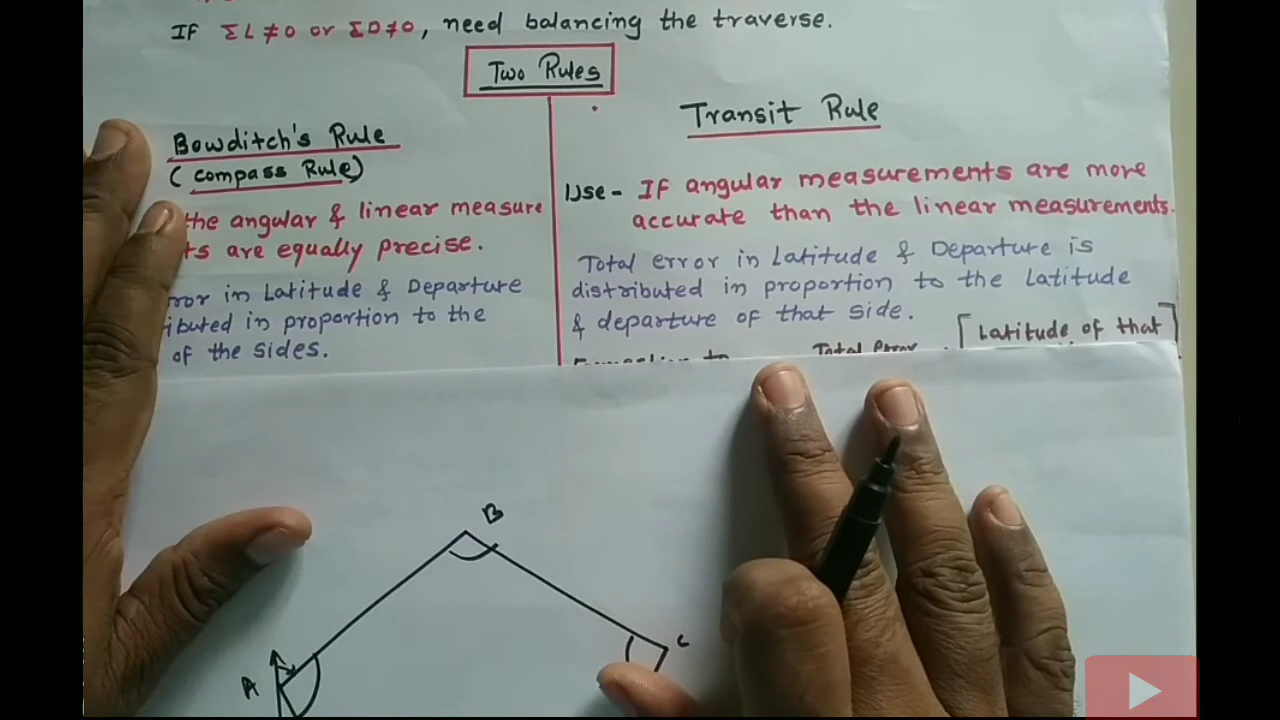 If ΣL≠0 or ΣD≠0, need balancing the traverse.
Two Rules
Bowditch's Rule
(Compass Rule)
the angular & linear measure
ts are equally precise.
ror in Latitude & Departure
ibuted in proportion to the
of the sides.
Transit Rule
Use - If angular measurements are more
accurate than the linear measurements.
Total error in Latitude & Departure is
distributed in proportion to the Latitude
& departure of that side.
Total Error [Latitude of that]
B
C
A